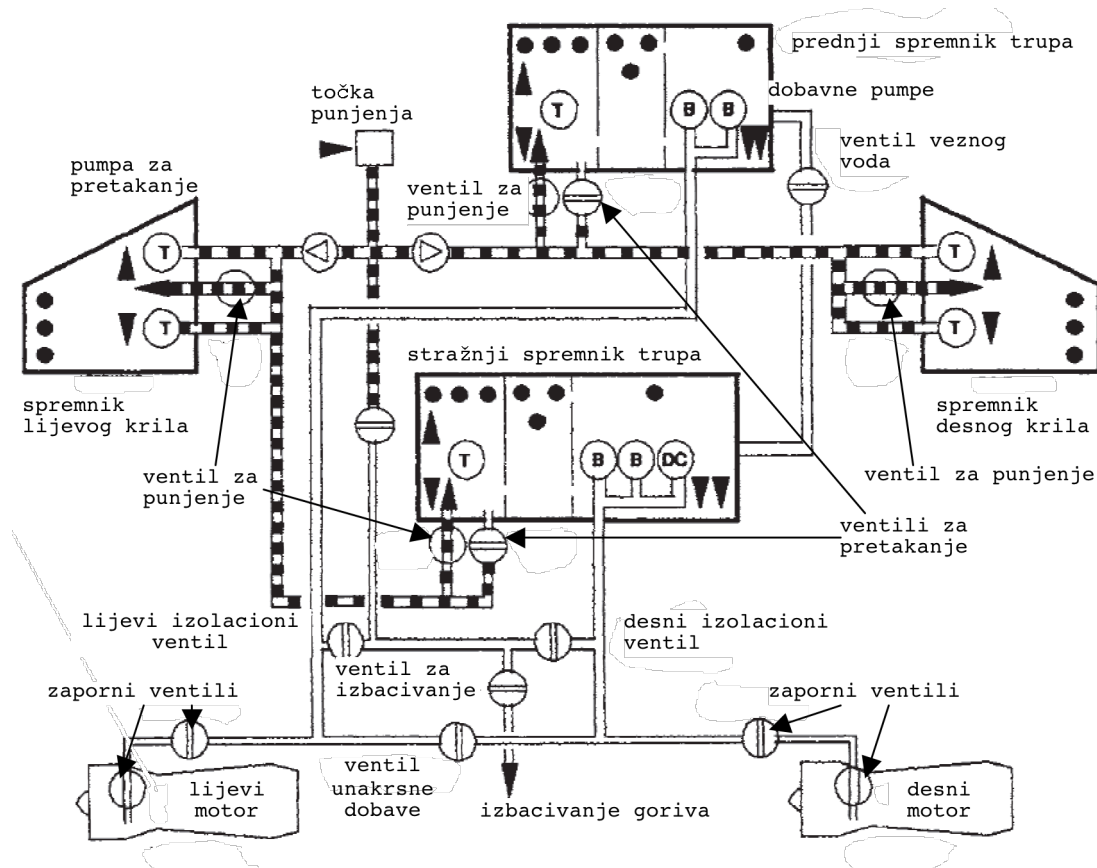 prednji spremnik trupa
dobavne pumpe
točka
punjenja
T
B
B
ventil veznog
voda
pumpa za
pretakanje
ventil za
punjenje
T
T
T
T
stražnji spremnik trupa
spremnik
lijevog krila
spremnik
desnog krila
T
B
B
DC
ventil za
punjenje
ventil za punjenje
ventili za
pretakanje
lijevi izolacioni
ventil
desni izolacioni
ventil
ventil za
izbacivanje
zaporni ventili
zaporni ventili
ventil
unakrsne
dobave
lijevi
motor
izbacivanje goriva
desni
motor